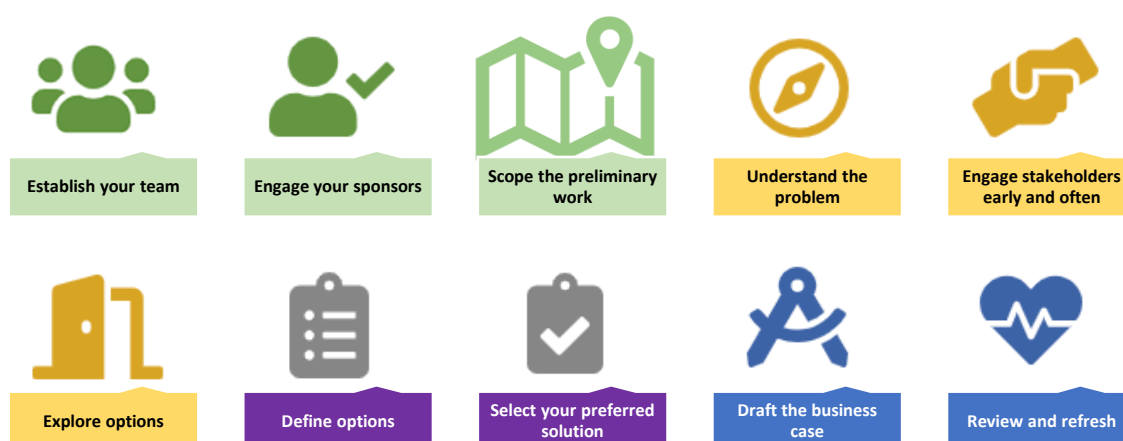 Establish your team
Engage your sponsors
Scope the preliminary
work
Understand the
problem
Engage stakeholders
early and often
Explore options
Define options
Select your preferred
solution
Draft the business
case
Review and refresh